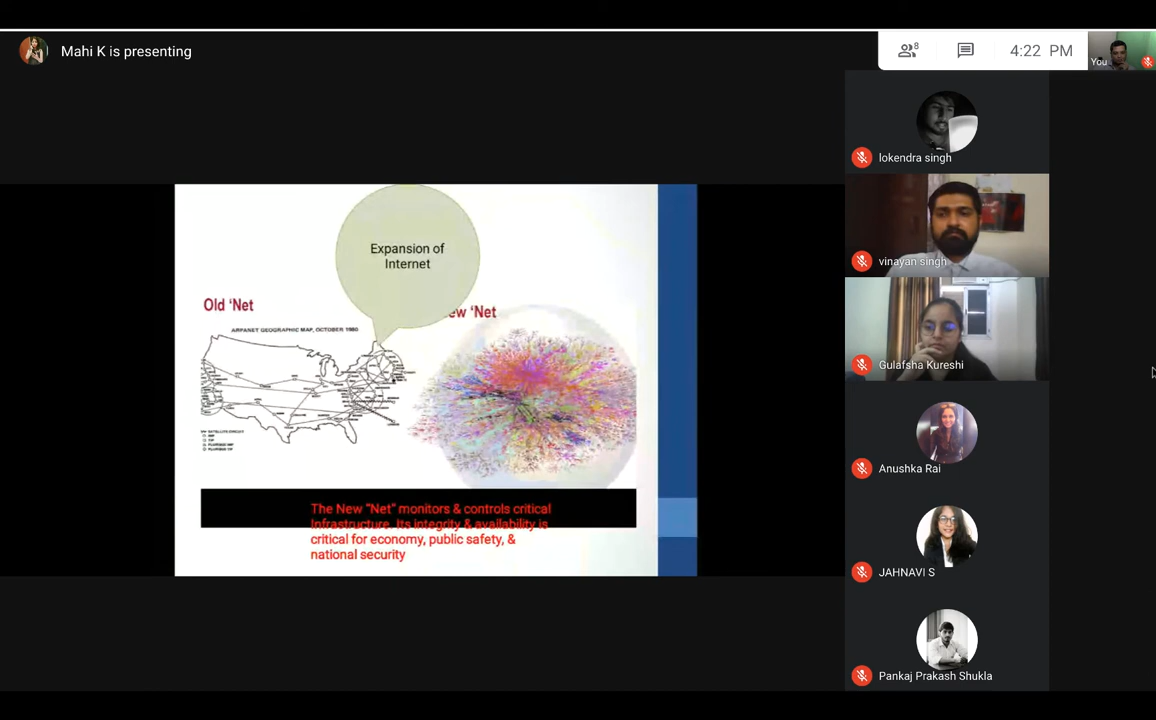 Mahi K is presenting
8
4:22 PM
You
lokendra singh
vinayan singh
Gulafsha Kureshi
Anushka Rai
JAHNAVI S
Pankaj Prakash Shukla
Expansion of
Internet
Old ‘Net
ew ‘Net
ARPANET GEOGRAPHIC MAP, OCTOBER 1980
The New “Net” monitors & controls critical
Infrastructure. Its integrity & availability is
critical for economy, public safety, &
national security